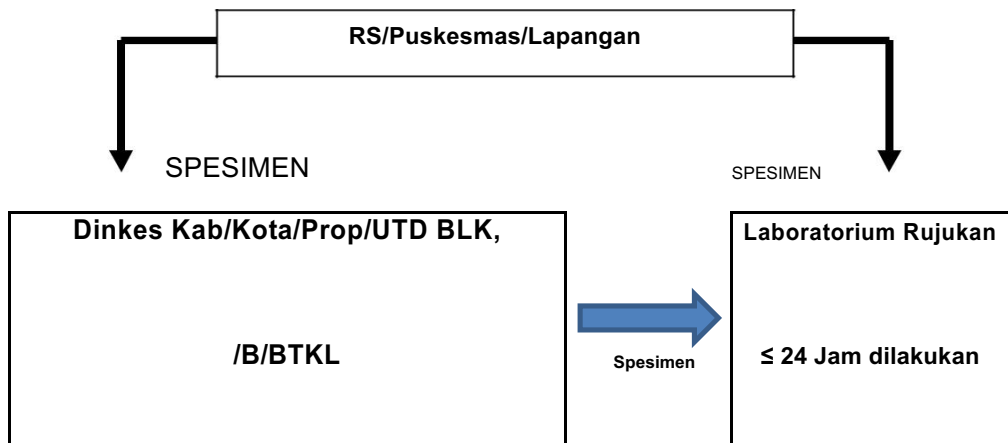 RS/Puskesmas/Lapangan
SPESIMEN
SPESIMEN
Dinkes Kab/Kota/Prop/UTD BLK,
/B/BTKL
Spesimen
Laboratorium Rujukan
≤ 24 Jam dilakukan